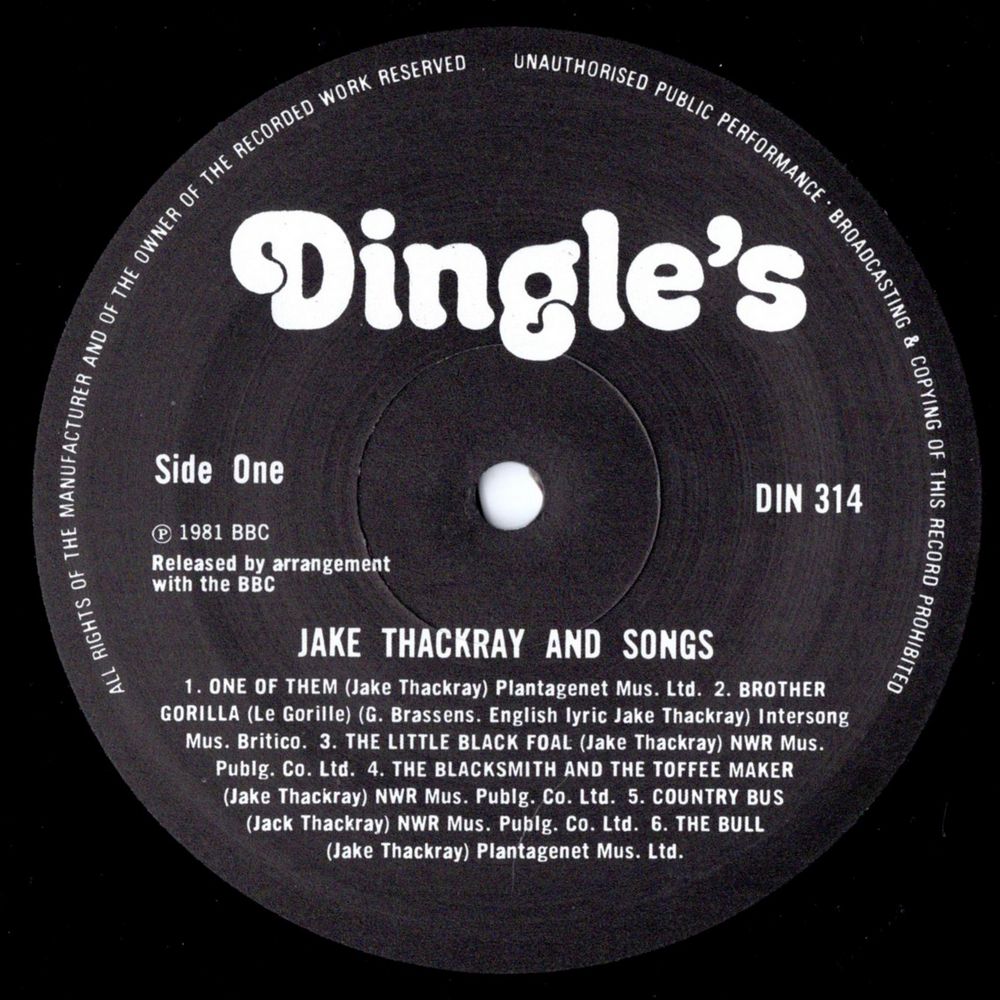 ALL RIGHTS OF THE MANUFACTURER AND OF THE OWNER OF THE RECORDED WORK RESERVED
UNAUTHORISED PUBLIC PERFORMANCE · BROADCASTING & COPYING OF THIS RECORD PROHIBITED
Dingle's
Side One
DIN 314
Ⓟ 1981 BBC
Released by arrangement
with the BBC
JAKE THACKRAY AND SONGS
1. ONE OF THEM (Jake Thackray) Plantagenet Mus. Ltd. 2. BROTHER
GORILLA (Le Gorille) (G. Brassens. English lyric Jake Thackray) Intersong
Mus. Britico. 3. THE LITTLE BLACK FOAL (Jake Thackray) NWR Mus.
Publg. Co. Ltd. 4. THE BLACKSMITH AND THE TOFFEE MAKER
(Jake Thackray) NWR Mus. Publg. Co. Ltd. 5. COUNTRY BUS
(Jack Thackray) NWR Mus. Publg. Co. Ltd. 6. THE BULL
(Jake Thackray) Plantagenet Mus. Ltd.